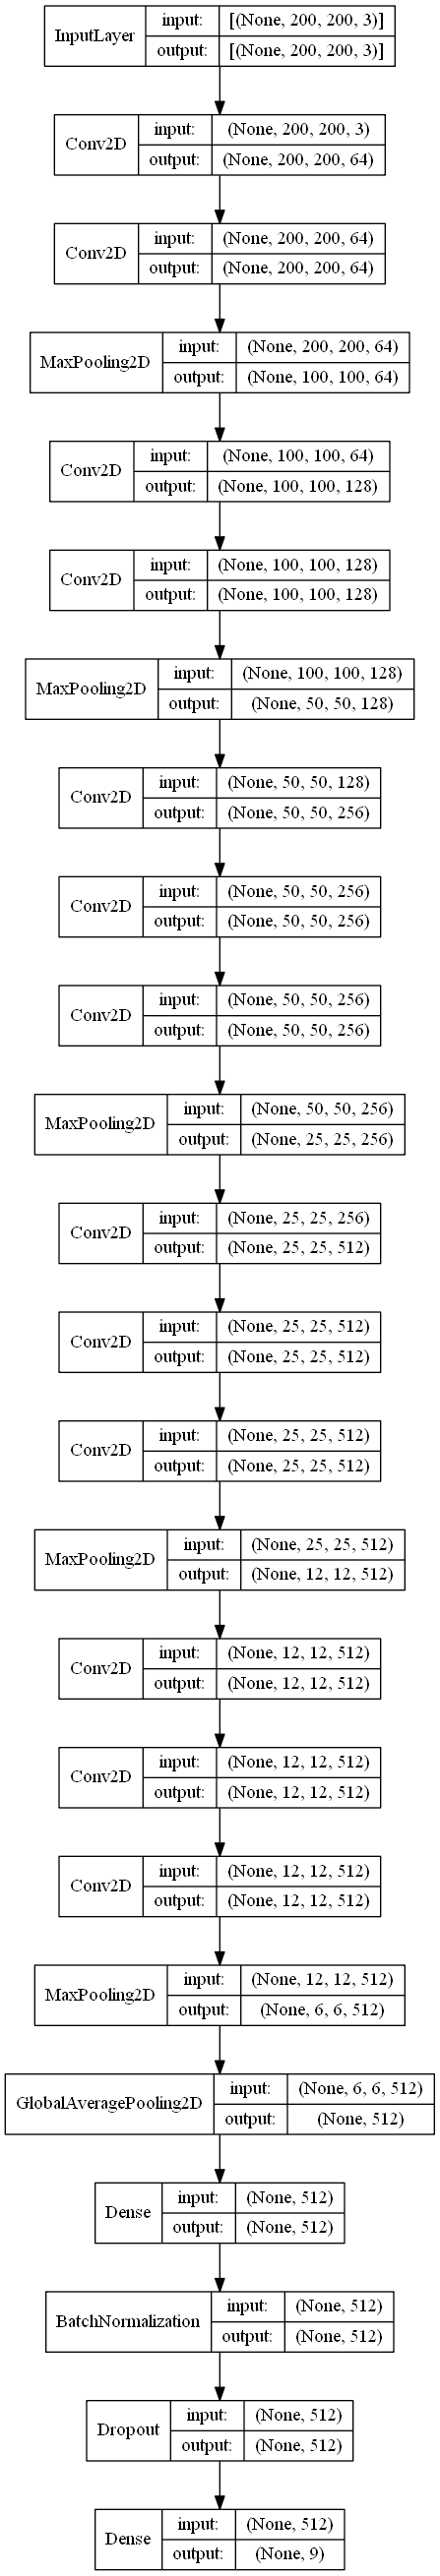 InputLayer
input: [(None, 200, 200, 3)]
output: [(None, 200, 200, 3)]
Conv2D
input: (None, 200, 200, 3)
output: (None, 200, 200, 64)
Conv2D
input: (None, 200, 200, 64)
output: (None, 200, 200, 64)
MaxPooling2D
input: (None, 200, 200, 64)
output: (None, 100, 100, 64)
Conv2D
input: (None, 100, 100, 64)
output: (None, 100, 100, 128)
Conv2D
input: (None, 100, 100, 128)
output: (None, 100, 100, 128)
MaxPooling2D
input: (None, 100, 100, 128)
output: (None, 50, 50, 128)
Conv2D
input: (None, 50, 50, 128)
output: (None, 50, 50, 256)
Conv2D
input: (None, 50, 50, 256)
output: (None, 50, 50, 256)
Conv2D
input: (None, 50, 50, 256)
output: (None, 50, 50, 256)
MaxPooling2D
input: (None, 50, 50, 256)
output: (None, 25, 25, 256)
Conv2D
input: (None, 25, 25, 256)
output: (None, 25, 25, 512)
Conv2D
input: (None, 25, 25, 512)
output: (None, 25, 25, 512)
Conv2D
input: (None, 25, 25, 512)
output: (None, 25, 25, 512)
MaxPooling2D
input: (None, 25, 25, 512)
output: (None, 12, 12, 512)
Conv2D
input: (None, 12, 12, 512)
output: (None, 12, 12, 512)
Conv2D
input: (None, 12, 12, 512)
output: (None, 12, 12, 512)
Conv2D
input: (None, 12, 12, 512)
output: (None, 12, 12, 512)
MaxPooling2D
input: (None, 12, 12, 512)
output: (None, 6, 6, 512)
GlobalAveragePooling2D
input: (None, 6, 6, 512)
output: (None, 512)
Dense
input: (None, 512)
output: (None, 512)
BatchNormalization
input: (None, 512)
output: (None, 512)
Dropout
input: (None, 512)
output: (None, 512)
Dense
input: (None, 512)
output: (None, 9)